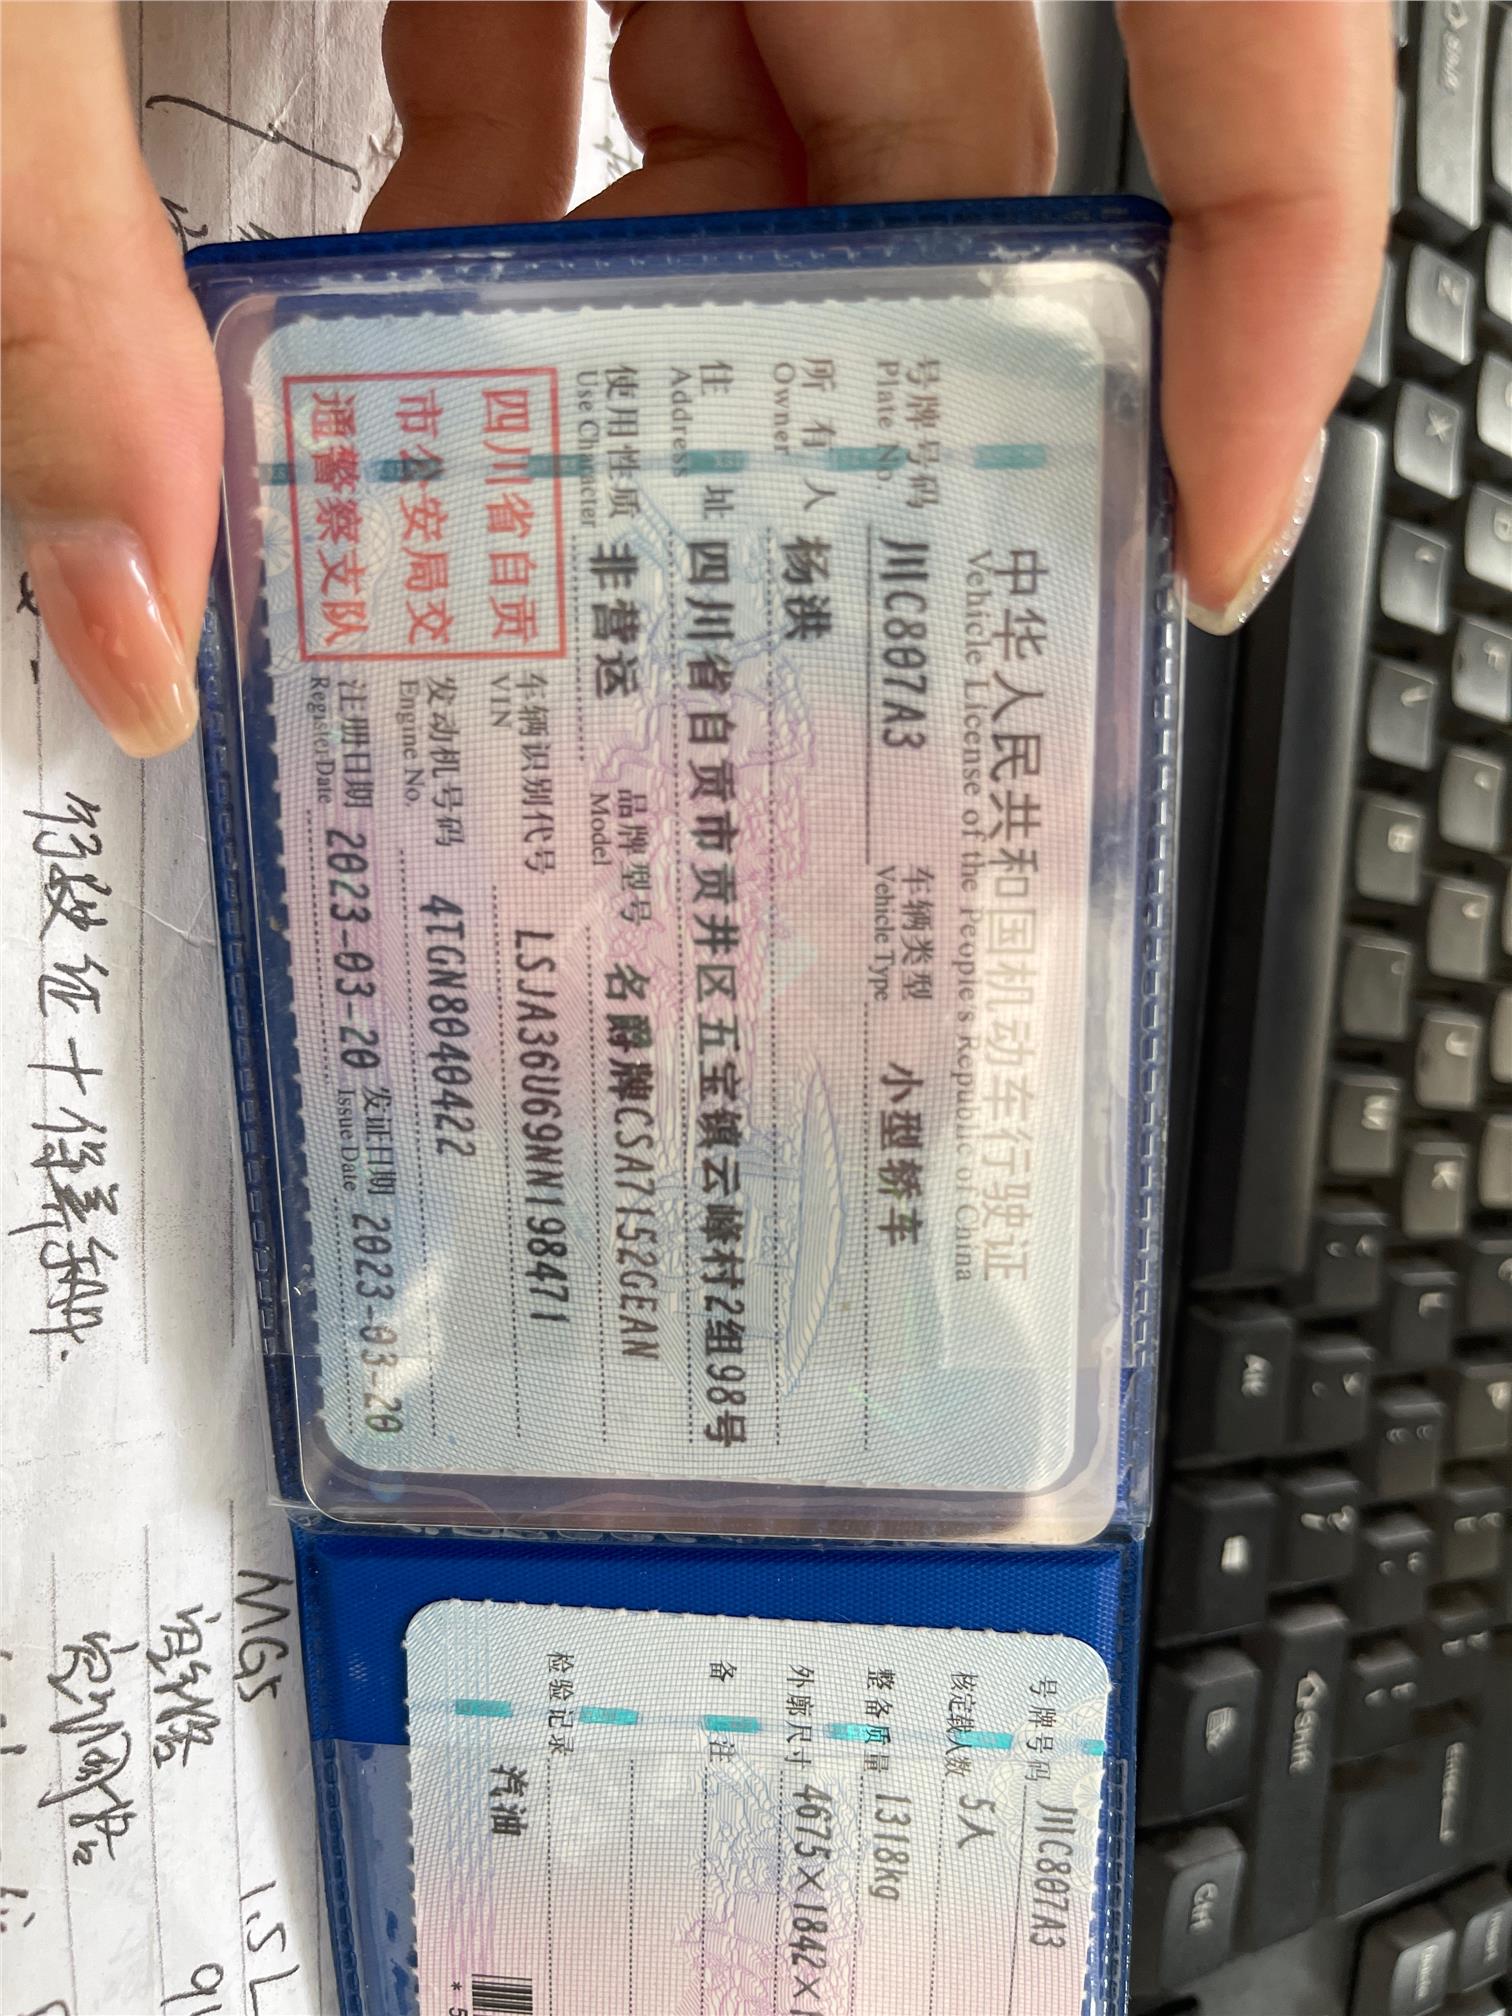 中华人民共和国机动车行驶证
Vehicle License of the People's Republic of China
号牌号码 川C807A3 车辆类型 小型轿车
Plate No. Vehicle Type
所有人 杨洪
Owner
住址 四川省自贡市贡井区五宝镇云峰村2组98号
Address
使用性质 非营运 品牌型号 名爵牌CSA7152GEAN
Use Character Model
四川省自贡
市公安局交
通警察支队
车辆识别代号 LSJA36U69NN198471
VIN
发动机号码 4TGN8040422
Engine No.
注册日期 2023-03-20 发证日期 2023-03-20
Register Date Issue Date
号牌号码 川C807A3
核定载人数 5人
整备质量 1318kg
外廓尺寸 4675×1842×1
备注
检验记录
汽油
MG5 1.5L
Alt
Shift
Ctrl